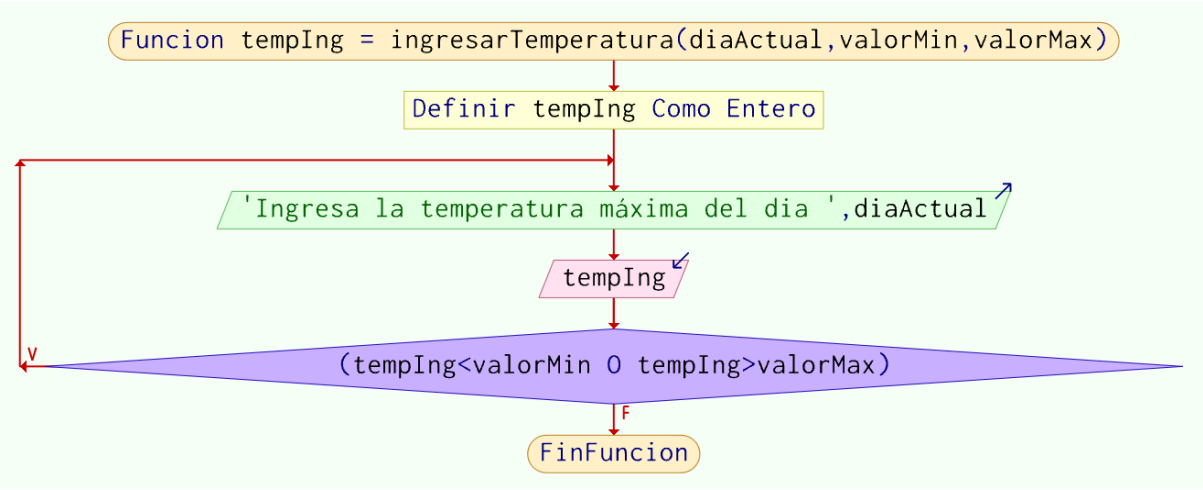 Funcion tempIng = ingresarTemperatura(diaActual,valorMin,valorMax)
Definir tempIng Como Entero
'Ingresa la temperatura máxima del dia ',diaActual
tempIng
(tempIng<valorMin O tempIng>valorMax)
V
F
FinFuncion